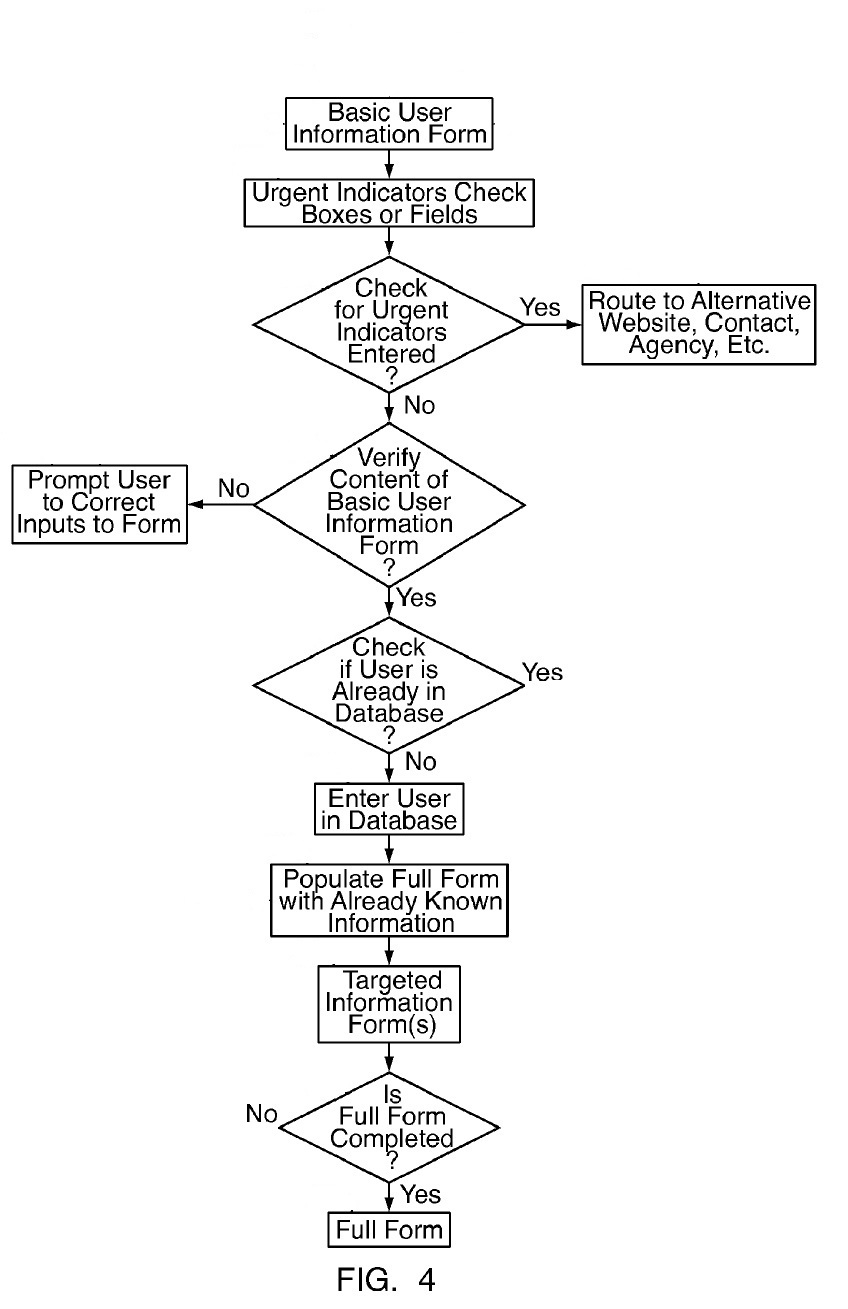 Basic User
Information Form
Urgent Indicators Check
Boxes or Fields
Check
for Urgent
Indicators
Entered
?
Yes
Route to Alternative
Website, Contact,
Agency, Etc.
No
Verify
Content of
Basic User
Information
Form
?
No
Prompt User
to Correct
Inputs to Form
Yes
Check
if User is
Already in
Database
?
Yes
No
Enter User
in Database
Populate Full Form
with Already Known
Information
Targeted
Information
Form(s)
Is
Full Form
Completed
?
No
Yes
Full Form
FIG. 4